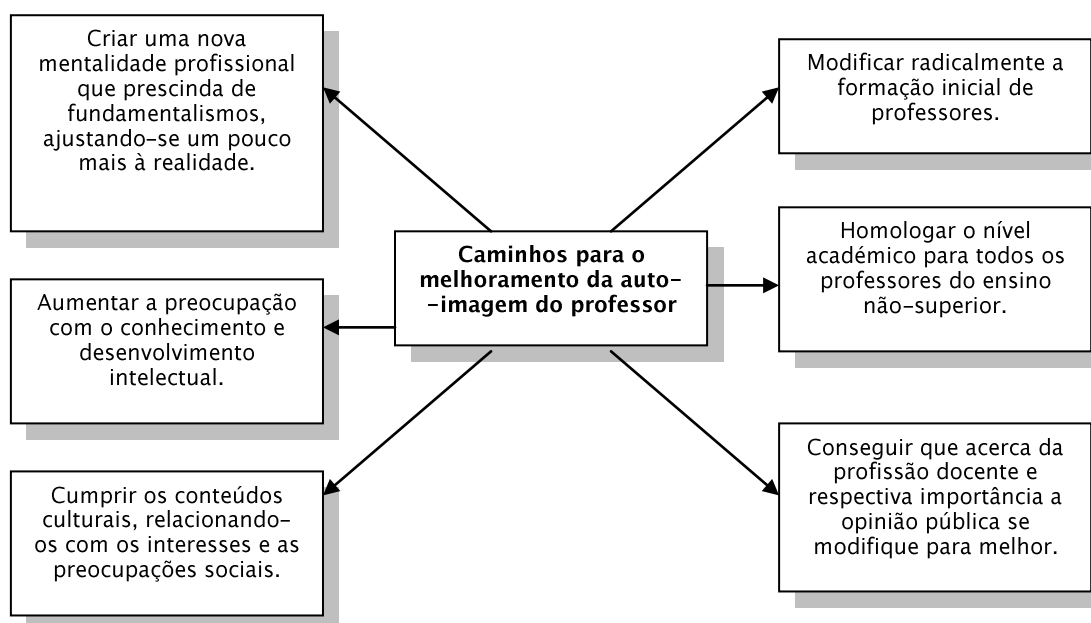 Criar uma nova
mentalidade profissional
que prescinda de
fundamentalismos,
ajustando-se um pouco
mais à realidade.
Aumentar a preocupação
com o conhecimento e
desenvolvimento
intelectual.
Cumprir os conteúdos
culturais, relacionando-
os com os interesses e as
preocupações sociais.
Caminhos para o
melhoramento da auto-
-imagem do professor
Modificar radicalmente a
formação inicial de
professores.
Homologar o nível
académico para todos os
professores do ensino
não-superior.
Conseguir que acerca da
profissão docente e
respectiva importância a
opinião pública se
modifique para melhor.